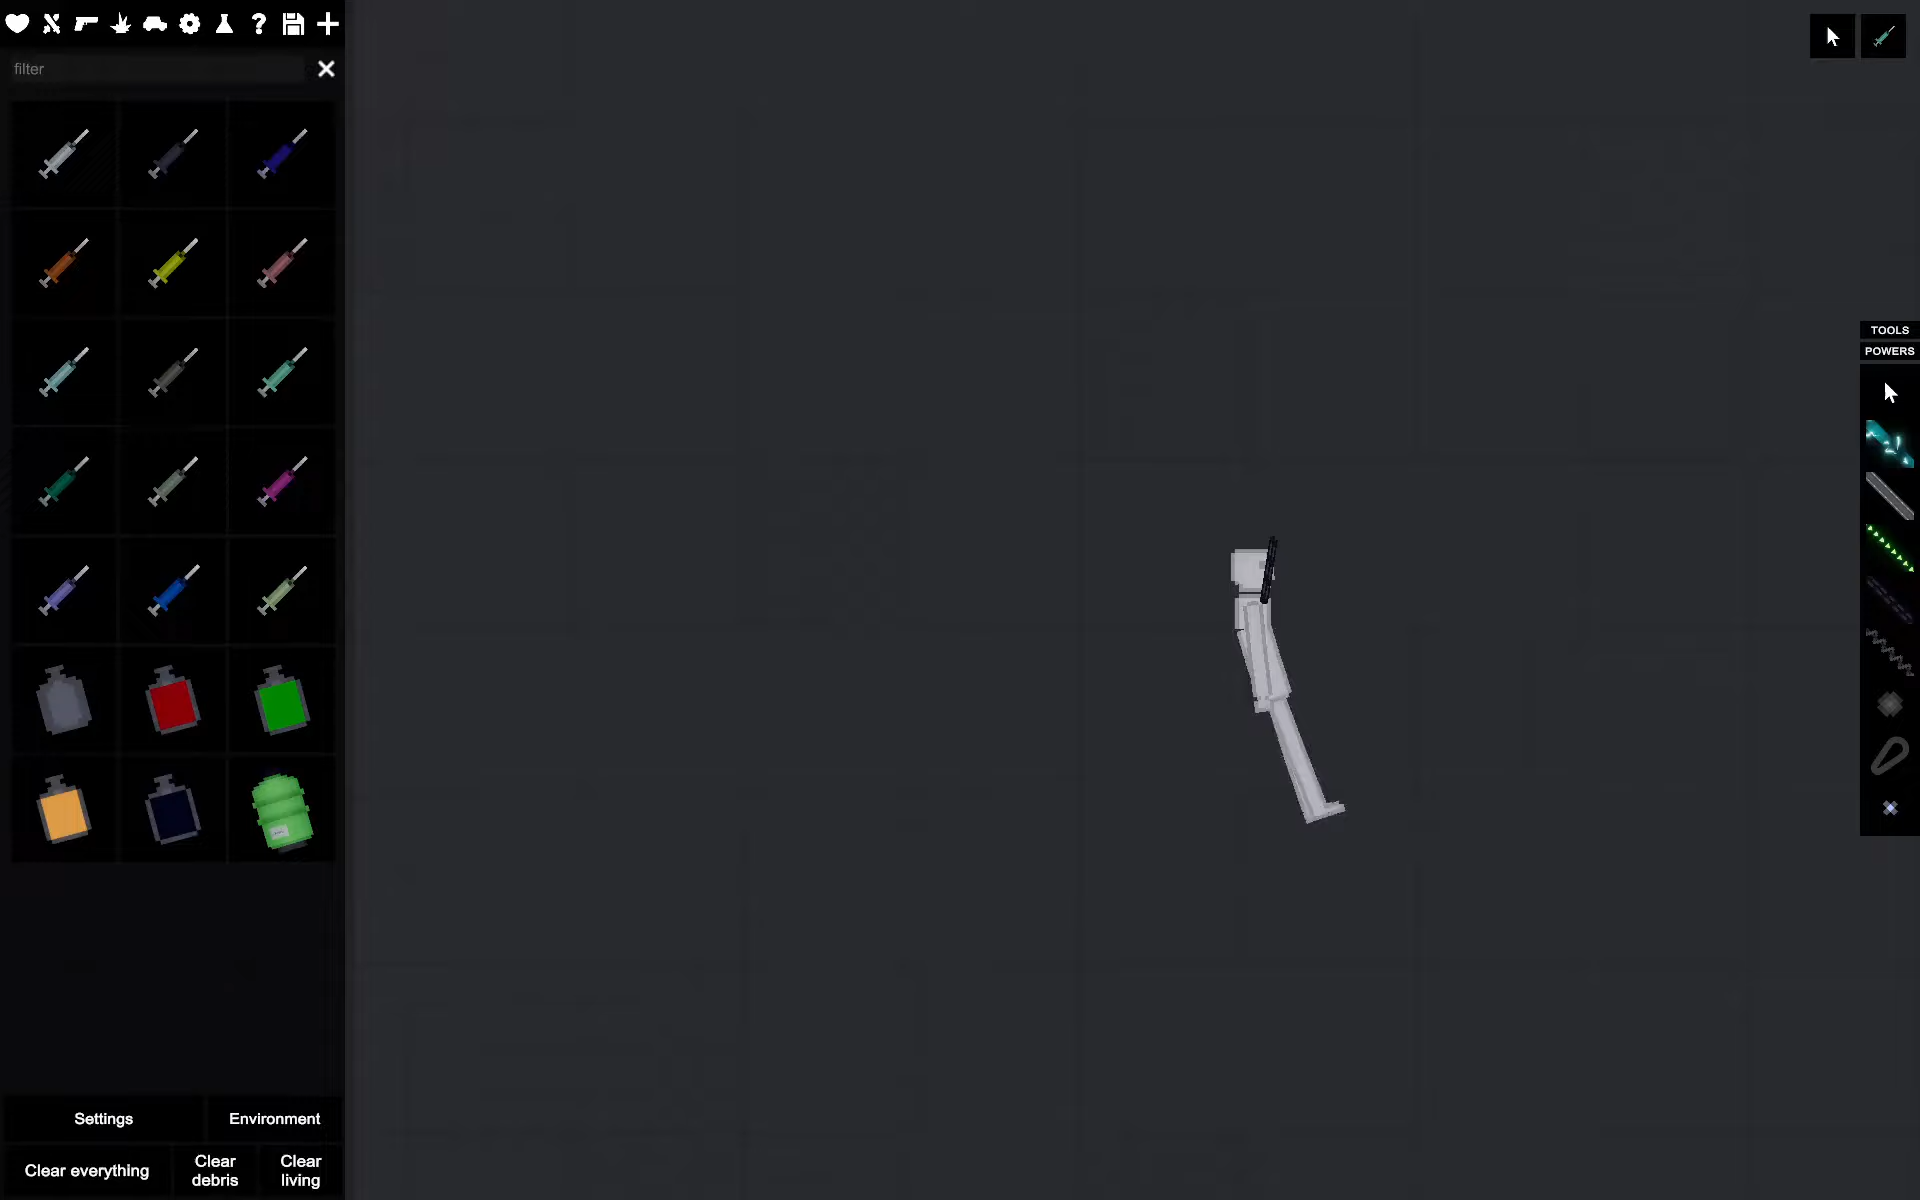 filter
TOOLS
POWERS
Settings
Environment
Clear everything
Clear
debris
Clear
living